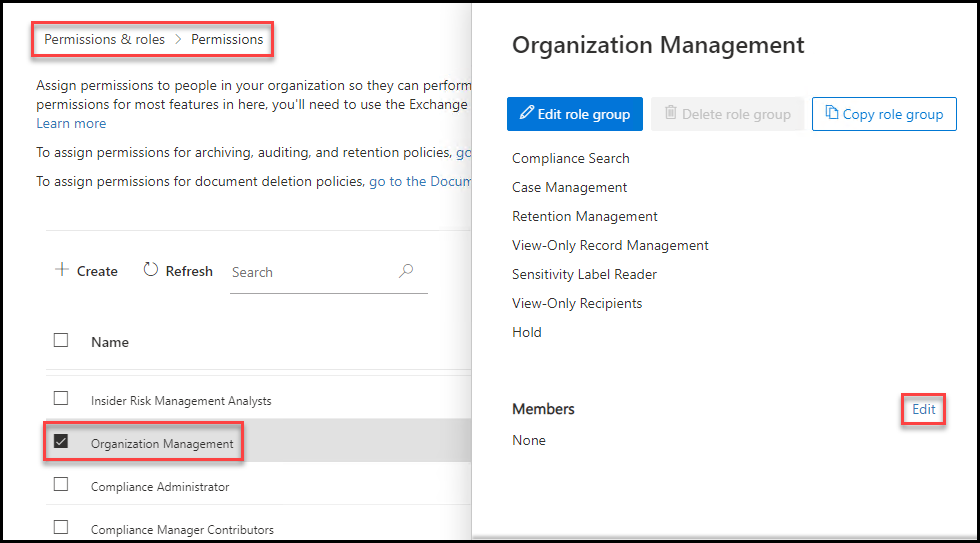 Permissions & roles > Permissions
Assign permissions to people in your organization so they can perform
permissions for most features in here, you'll need to use the Exchange
Learn more
To assign permissions for archiving, auditing, and retention policies, go
To assign permissions for document deletion policies, go to the Docum
Create Refresh Search
Name
Insider Risk Management Analysts
Organization Management
Compliance Administrator
Compliance Manager Contributors
Organization Management
Edit role group Delete role group Copy role group
Compliance Search
Case Management
Retention Management
View-Only Record Management
Sensitivity Label Reader
View-Only Recipients
Hold
Members Edit
None